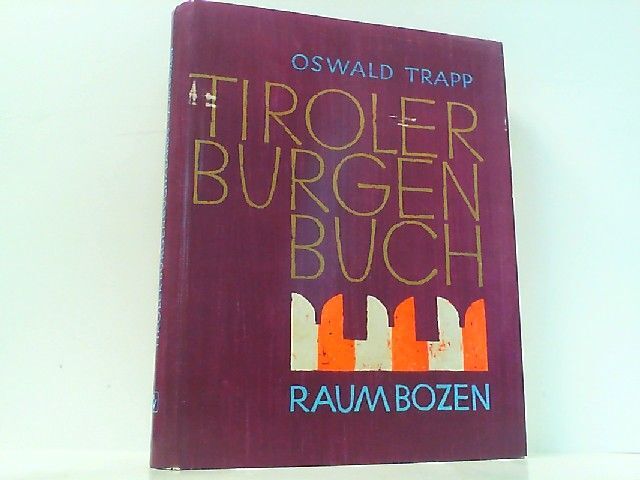 OSWALD TRAPP
TIROLER
BURGEN
BUCH
RAUM BOZEN